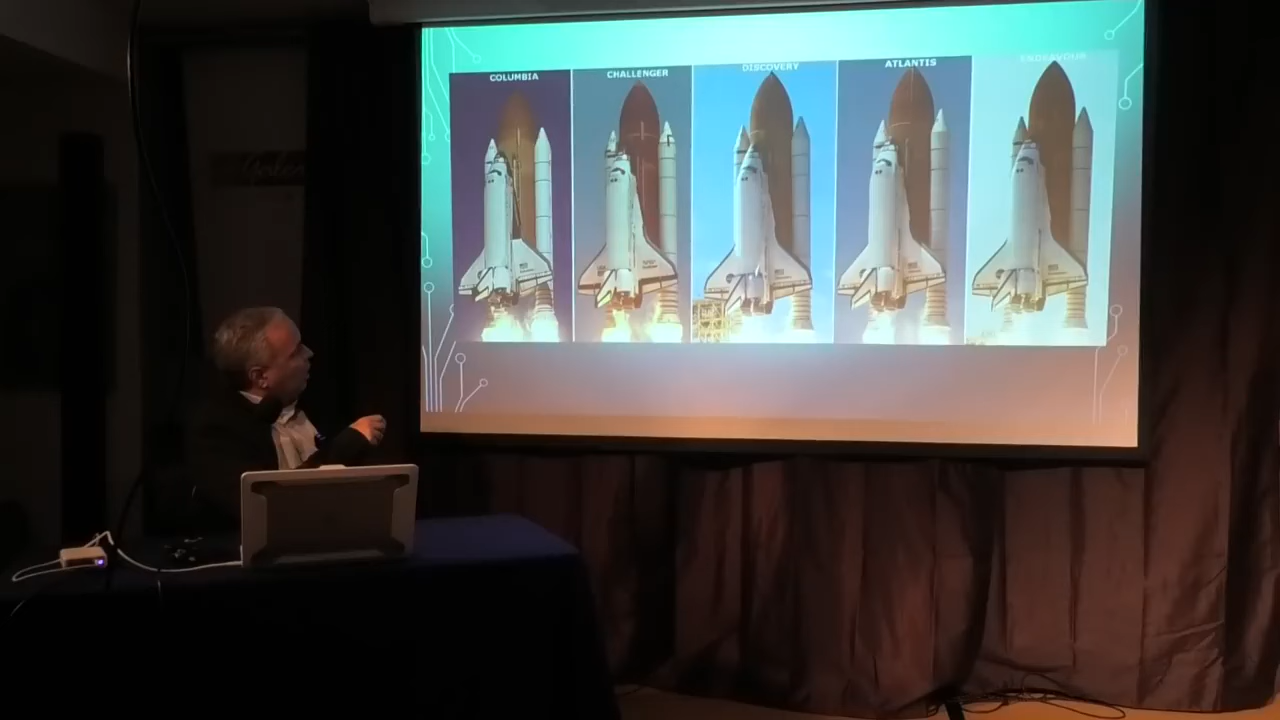 COLUMBIA
CHALLENGER
DISCOVERY
ATLANTIS
ENDEAVOUR